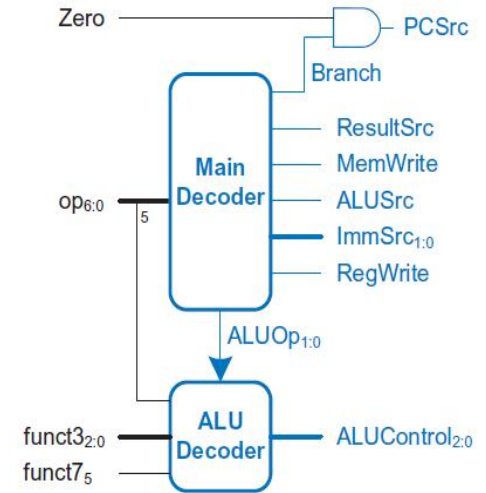 Zero
PCSrc
Branch
Main
Decoder
ResultSrc
MemWrite
ALUSrc
ImmSrc1:0
RegWrite
op6:0
5
ALUOp1:0
ALU
Decoder
funct32:0
funct75
ALUControl2:0